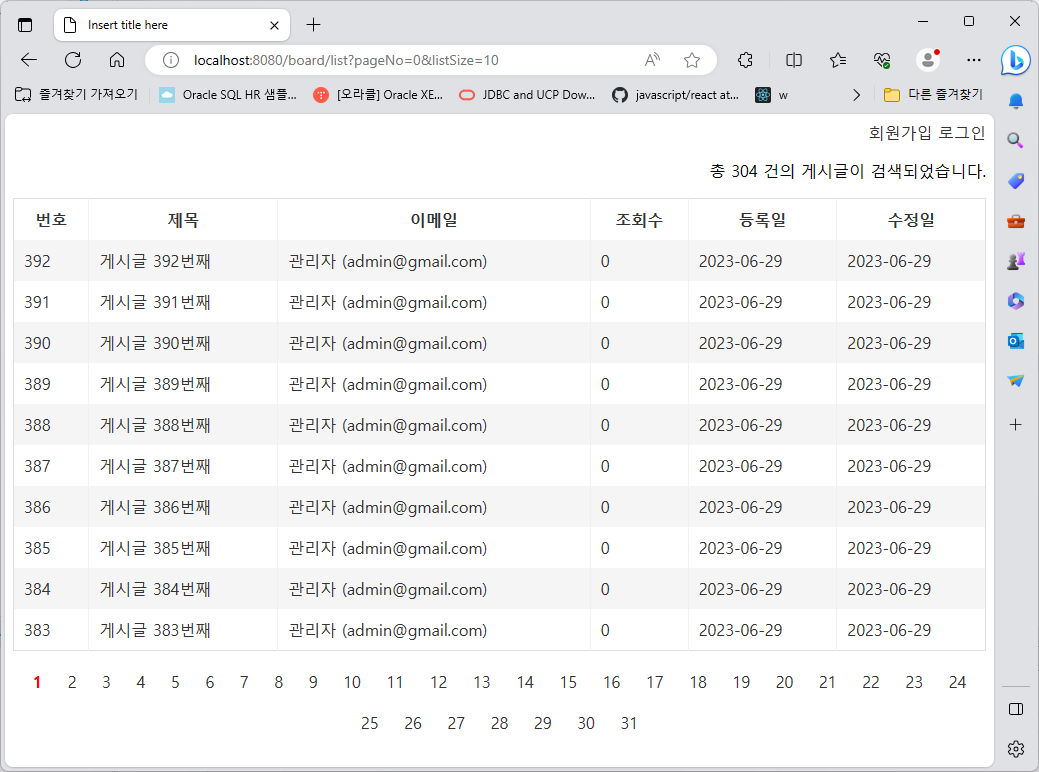 Insert title here
localhost:8080/board/list?pageNo=0&listSize=10
즐겨찾기 가져오기 Oracle SQL HR 샘플... [오라클] Oracle XE... JDBC and UCP Dow... javascript/react at... w 다른 즐겨찾기
회원가입 로그인
총 304 건의 게시글이 검색되었습니다.
번호 제목 이메일 조회수 등록일 수정일
392 게시글 392번째 관리자 (admin@gmail.com) 0 2023-06-29 2023-06-29
391 게시글 391번째 관리자 (admin@gmail.com) 0 2023-06-29 2023-06-29
390 게시글 390번째 관리자 (admin@gmail.com) 0 2023-06-29 2023-06-29
389 게시글 389번째 관리자 (admin@gmail.com) 0 2023-06-29 2023-06-29
388 게시글 388번째 관리자 (admin@gmail.com) 0 2023-06-29 2023-06-29
387 게시글 387번째 관리자 (admin@gmail.com) 0 2023-06-29 2023-06-29
386 게시글 386번째 관리자 (admin@gmail.com) 0 2023-06-29 2023-06-29
385 게시글 385번째 관리자 (admin@gmail.com) 0 2023-06-29 2023-06-29
384 게시글 384번째 관리자 (admin@gmail.com) 0 2023-06-29 2023-06-29
383 게시글 383번째 관리자 (admin@gmail.com) 0 2023-06-29 2023-06-29
1 2 3 4 5 6 7 8 9 10 11 12 13 14 15 16 17 18 19 20 21 22 23 24
25 26 27 28 29 30 31